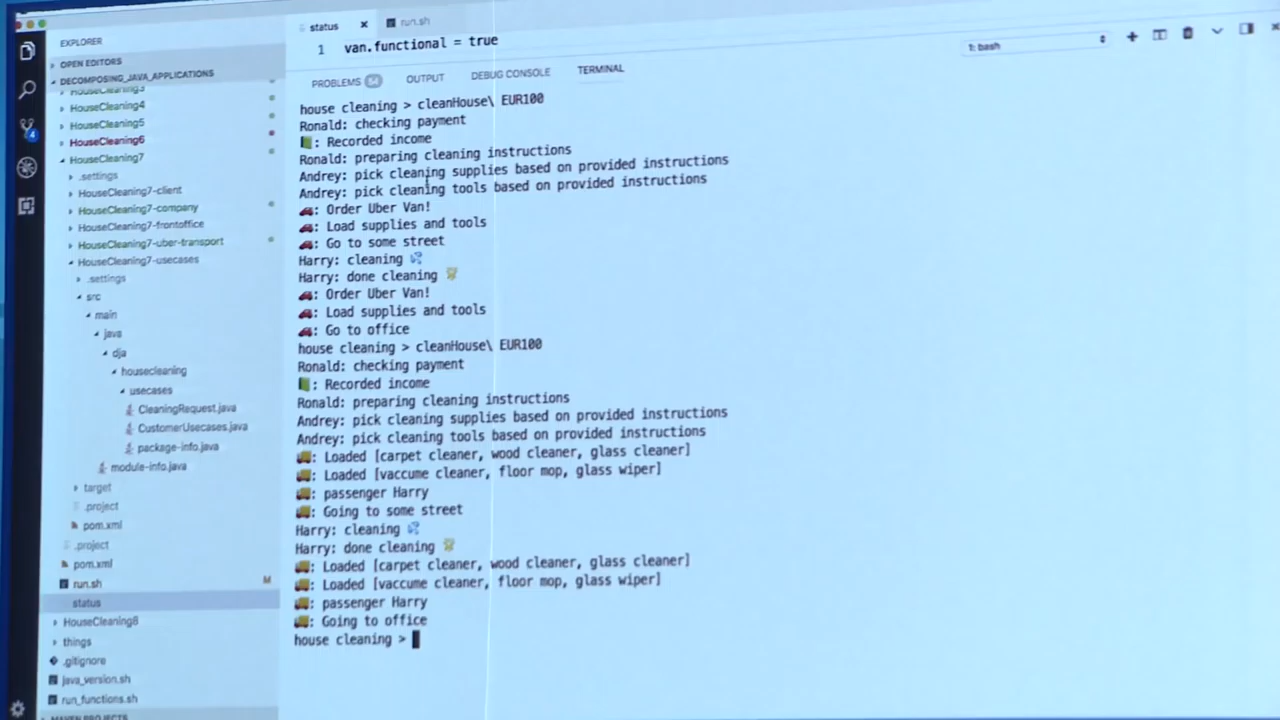 EXPLORER
OPEN EDITORS
DECOMPOSING_JAVA_APPLICATIONS
HouseCleaning3
HouseCleaning4
HouseCleaning5
HouseCleaning6
HouseCleaning7
.settings
HouseCleaning7-client
HouseCleaning7-company
HouseCleaning7-frontoffice
HouseCleaning7-uber-transport
HouseCleaning7-usecases
.settings
src
main
java
dja
housecleaning
usecases
CleaningRequest.java
CustomerUsecases.java
package-info.java
module-info.java
target
.project
pom.xml
.project
pom.xml
run.sh M
status
HouseCleaning8
things
.gitignore
java_version.sh
run_functions.sh
MAVEN PROJECTS
4
status run.sh
1 van.functional = true
PROBLEMS 54 OUTPUT DEBUG CONSOLE TERMINAL
1: bash
house cleaning > cleanHouse\ EUR100
Ronald: checking payment
: Recorded income
Ronald: preparing cleaning instructions
Andrey: pick cleaning supplies based on provided instructions
Andrey: pick cleaning tools based on provided instructions
: Order Uber Van!
: Load supplies and tools
: Go to some street
Harry: cleaning
Harry: done cleaning
: Order Uber Van!
: Load supplies and tools
: Go to office
house cleaning > cleanHouse\ EUR100
Ronald: checking payment
: Recorded income
Ronald: preparing cleaning instructions
Andrey: pick cleaning supplies based on provided instructions
Andrey: pick cleaning tools based on provided instructions
: Loaded [carpet cleaner, wood cleaner, glass cleaner]
: Loaded [vaccume cleaner, floor mop, glass wiper]
: passenger Harry
: Going to some street
Harry: cleaning
Harry: done cleaning
: Loaded [carpet cleaner, wood cleaner, glass cleaner]
: Loaded [vaccume cleaner, floor mop, glass wiper]
: passenger Harry
: Going to office
house cleaning >